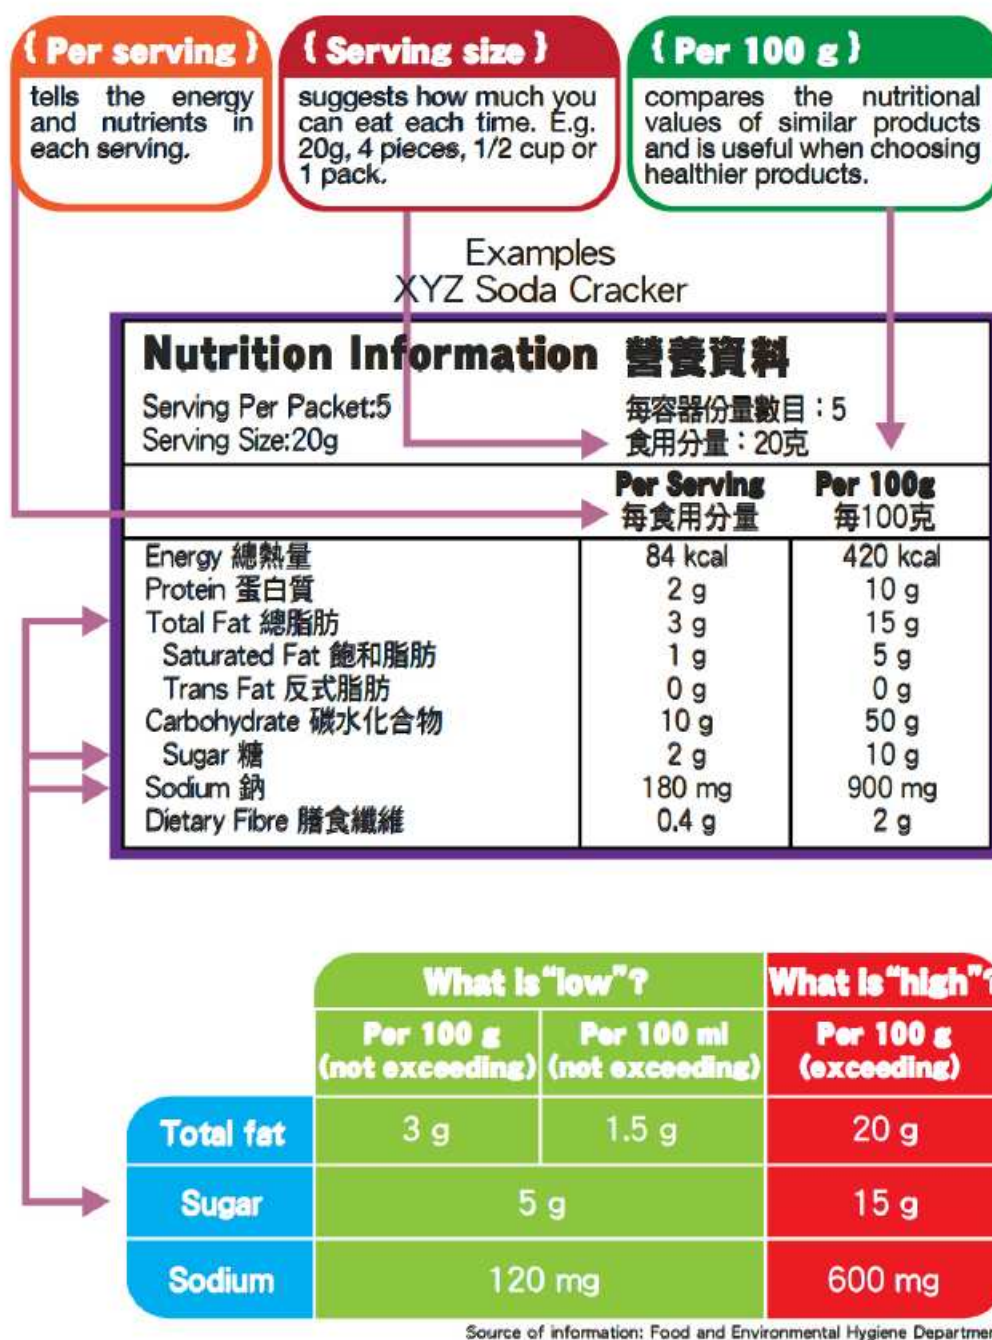 { Per serving }
tells the energy
and nutrients in
each serving.
{ Serving size }
suggests how much you
can eat each time. E.g.
20g, 4 pieces, 1/2 cup or
1 pack.
{ Per 100 g }
compares the nutritional
values of similar products
and is useful when choosing
healthier products.
Examples
XYZ Soda Cracker
Nutrition Information 營養資料
Serving Per Packet:5 每容器份量數目：5
Serving Size:20g 食用分量：20克
Per Serving Per 100g
每食用分量 每100克
Energy 總熱量 84 kcal 420 kcal
Protein 蛋白質 2 g 10 g
Total Fat 總脂肪 3 g 15 g
Saturated Fat 飽和脂肪 1 g 5 g
Trans Fat 反式脂肪 0 g 0 g
Carbohydrate 碳水化合物 10 g 50 g
Sugar 糖 2 g 10 g
Sodium 鈉 180 mg 900 mg
Dietary Fibre 膳食纖維 0.4 g 2 g
What is "low"? What is "high"?
Per 100 g Per 100 ml Per 100 g
(not exceeding) (not exceeding) (exceeding)
Total fat 3 g 1.5 g 20 g
Sugar 5 g 15 g
Sodium 120 mg 600 mg
Source of information: Food and Environmental Hygiene Departmen